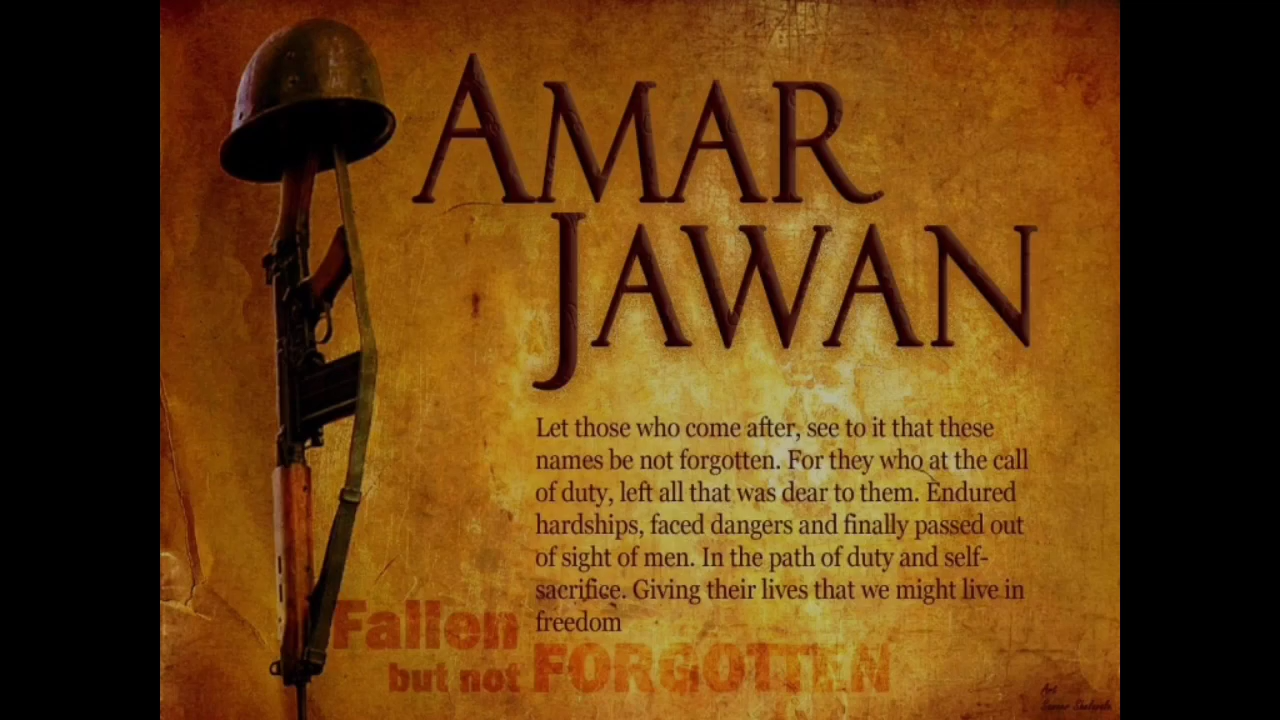 AMAR
JAWAN
Let those who come after, see to it that these
names be not forgotten. For they who at the call
of duty, left all that was dear to them. Endured
hardships, faced dangers and finally passed out
of sight of men. In the path of duty and self-
sacrifice. Giving their lives that we might live in
freedom
Fallen
but not FORGOTTEN
Art